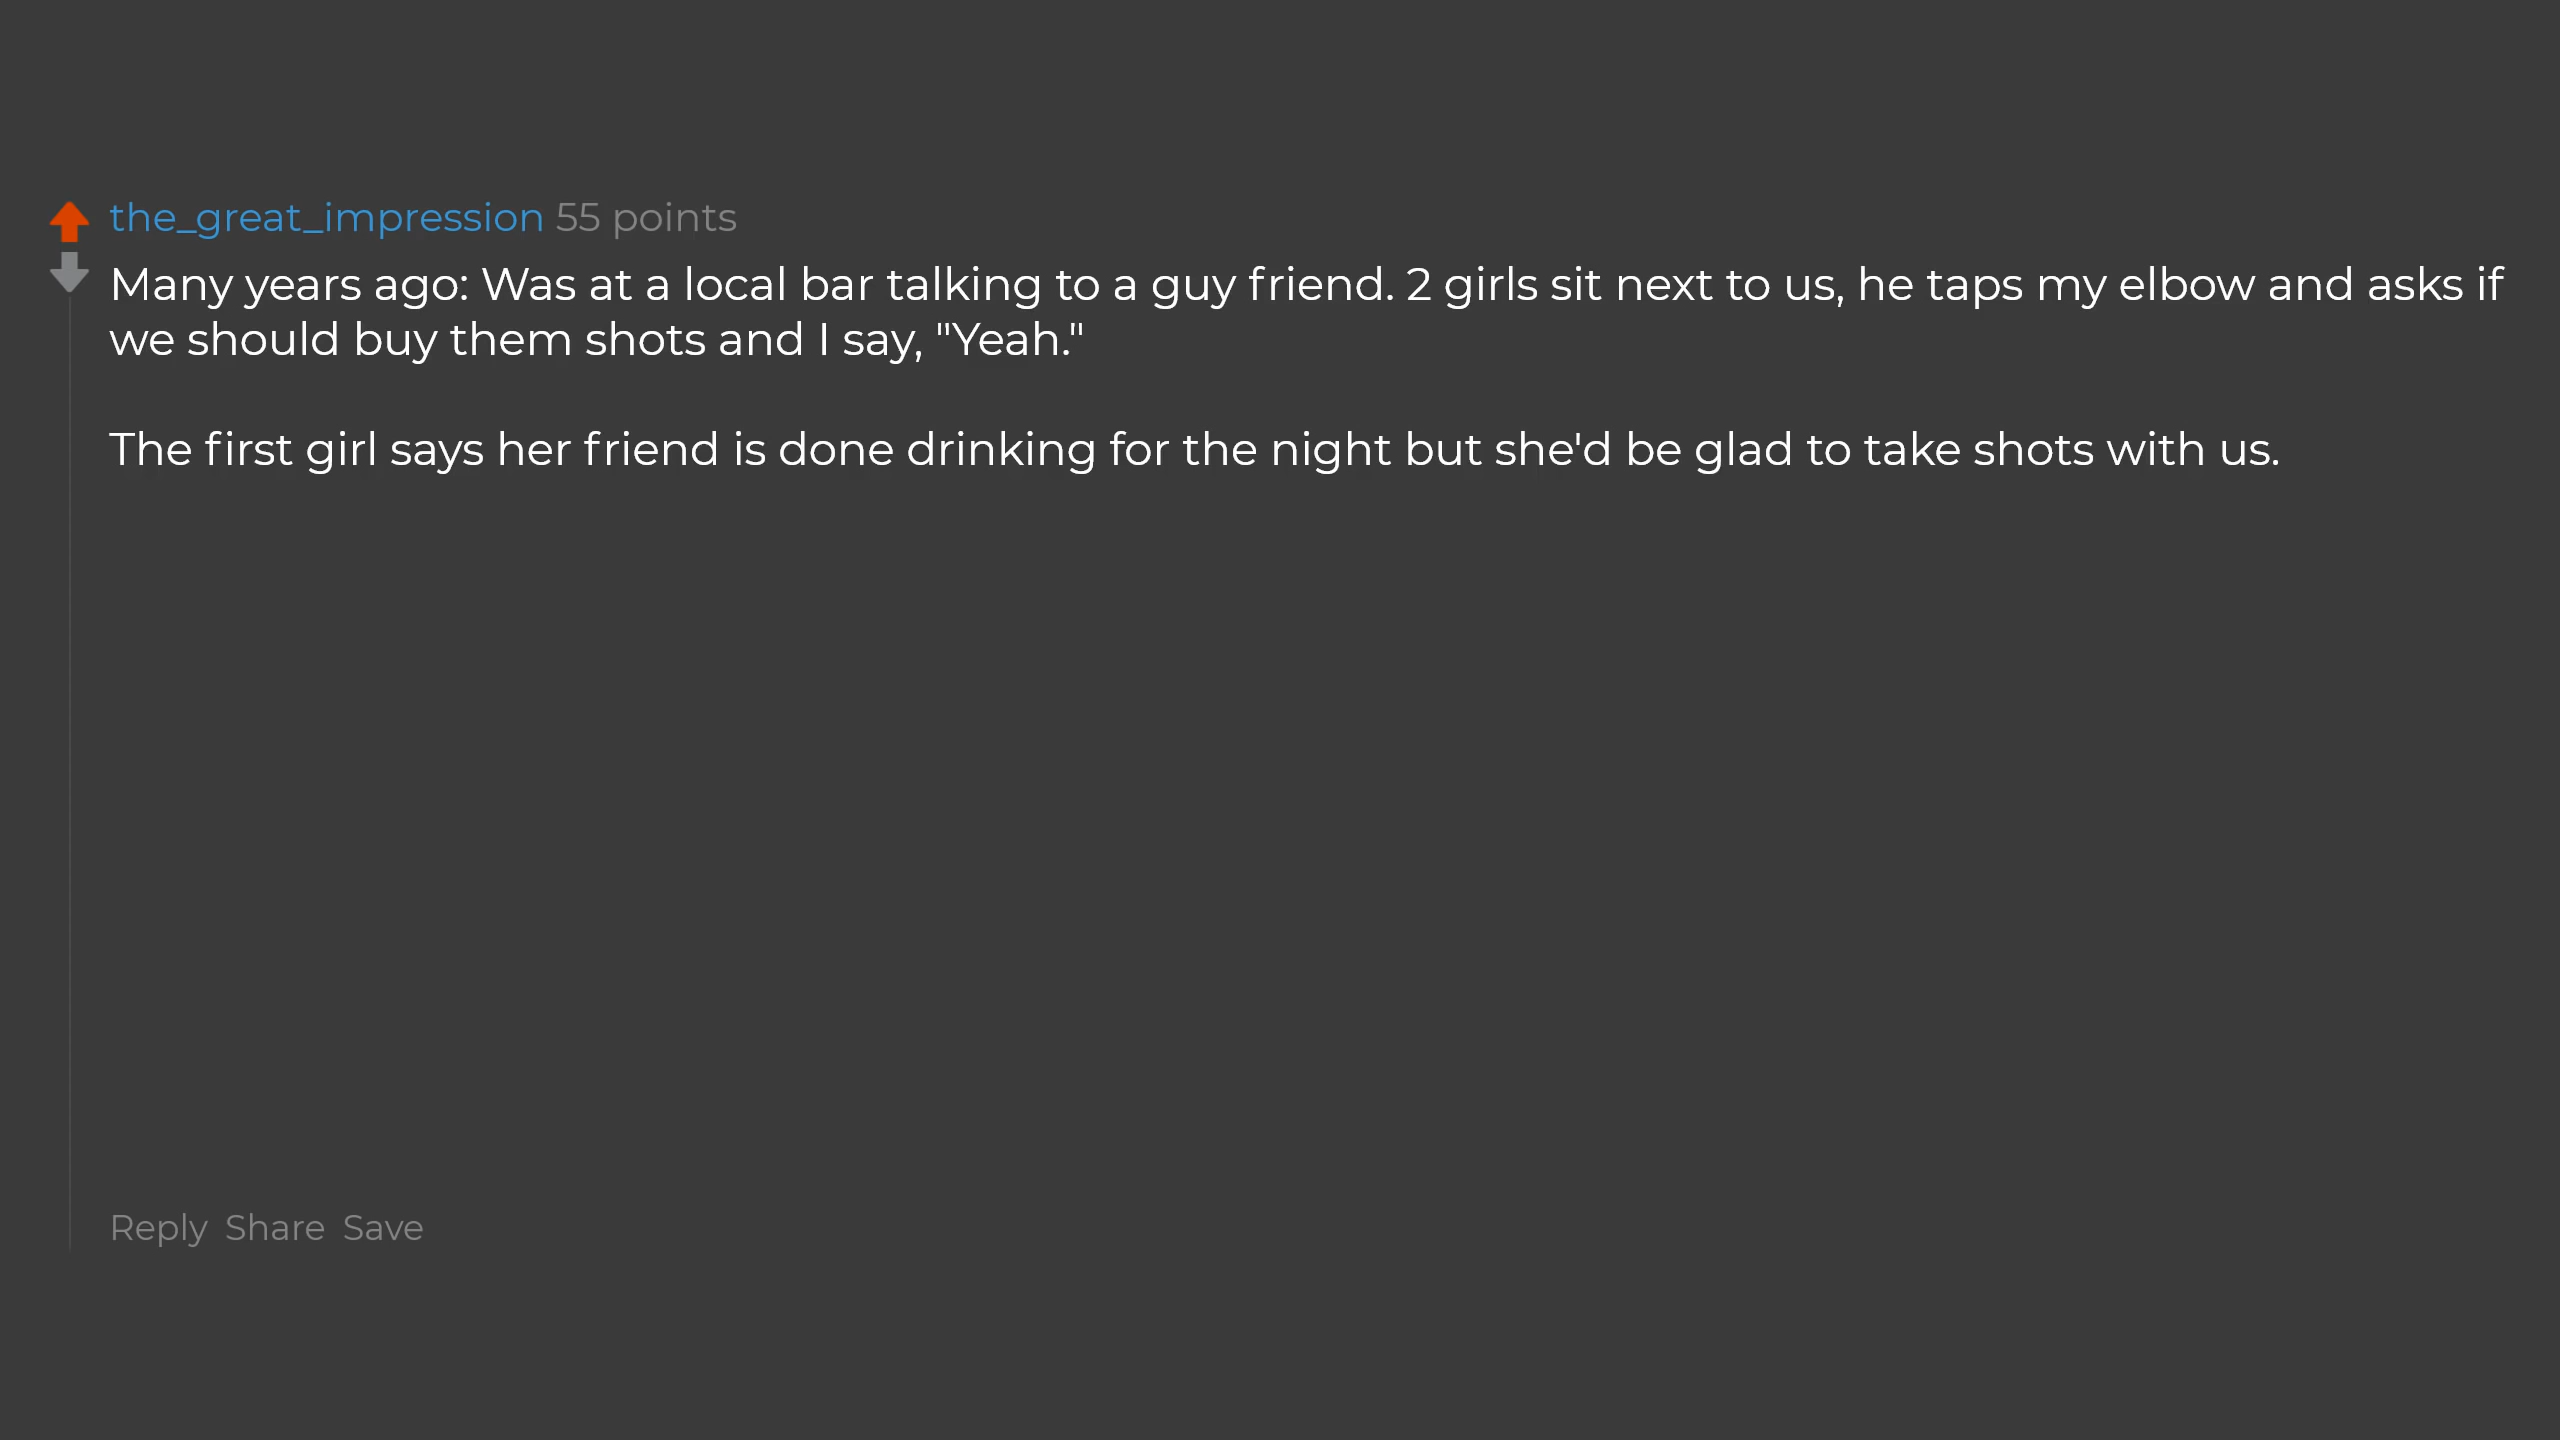 the_great_impression 55 points
Many years ago: Was at a local bar talking to a guy friend. 2 girls sit next to us, he taps my elbow and asks if
we should buy them shots and I say, "Yeah."
The first girl says her friend is done drinking for the night but she'd be glad to take shots with us.
Reply Share Save